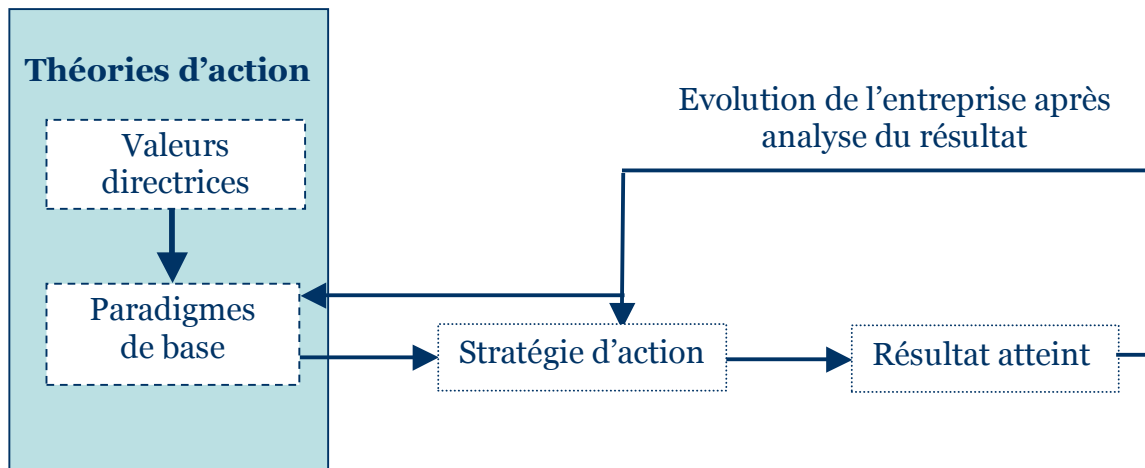 Théories d’action
Valeurs
directrices
Paradigmes
de base
Evolution de l’entreprise après
analyse du résultat
Stratégie d’action
Résultat atteint